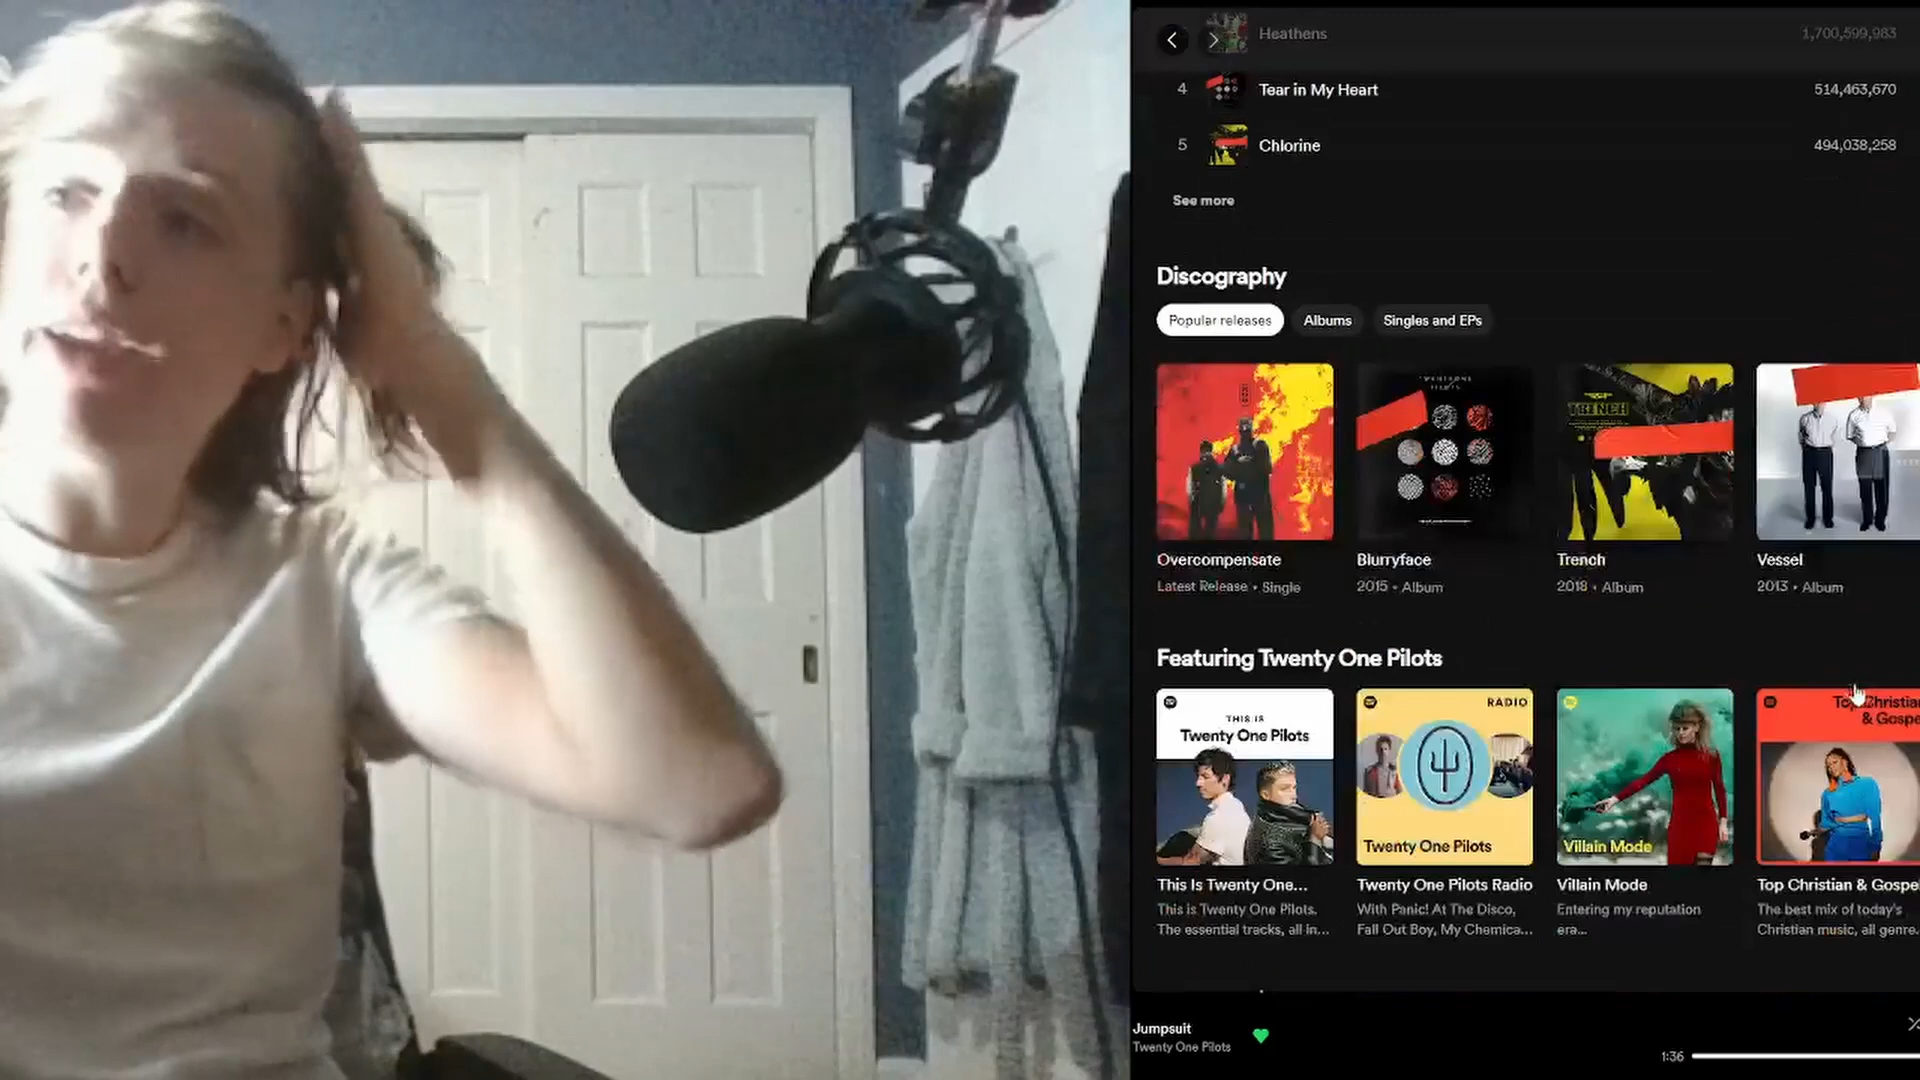 Heathens 1,700,599,983
4 Tear in My Heart 514,463,670
5 Chlorine 494,038,258
See more
Discography
Popular releases Albums Singles and EPs
TRENCH
Overcompensate Blurryface Trench Vessel
Latest Release • Single 2015 • Album 2018 • Album 2013 • Album
Featuring Twenty One Pilots
THIS IS
Twenty One Pilots
RADIO
Twenty One Pilots
Villain Mode
Top Christian
& Gospe
This Is Twenty One... Twenty One Pilots Radio Villain Mode Top Christian & Gospe
This is Twenty One Pilots. With Panic! At The Disco, Entering my reputation The best mix of today's
The essential tracks, all in... Fall Out Boy, My Chemica... era... Christian music, all genre.
Jumpsuit
Twenty One Pilots
1:36